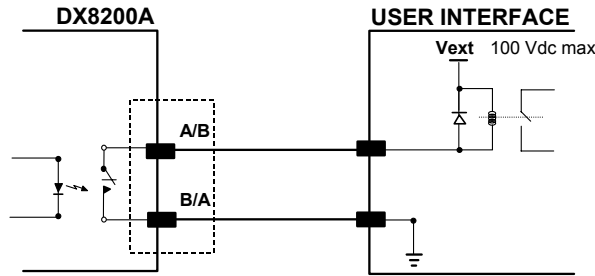 DX8200A
USER INTERFACE
Vext 100 Vdc max
A/B
B/A